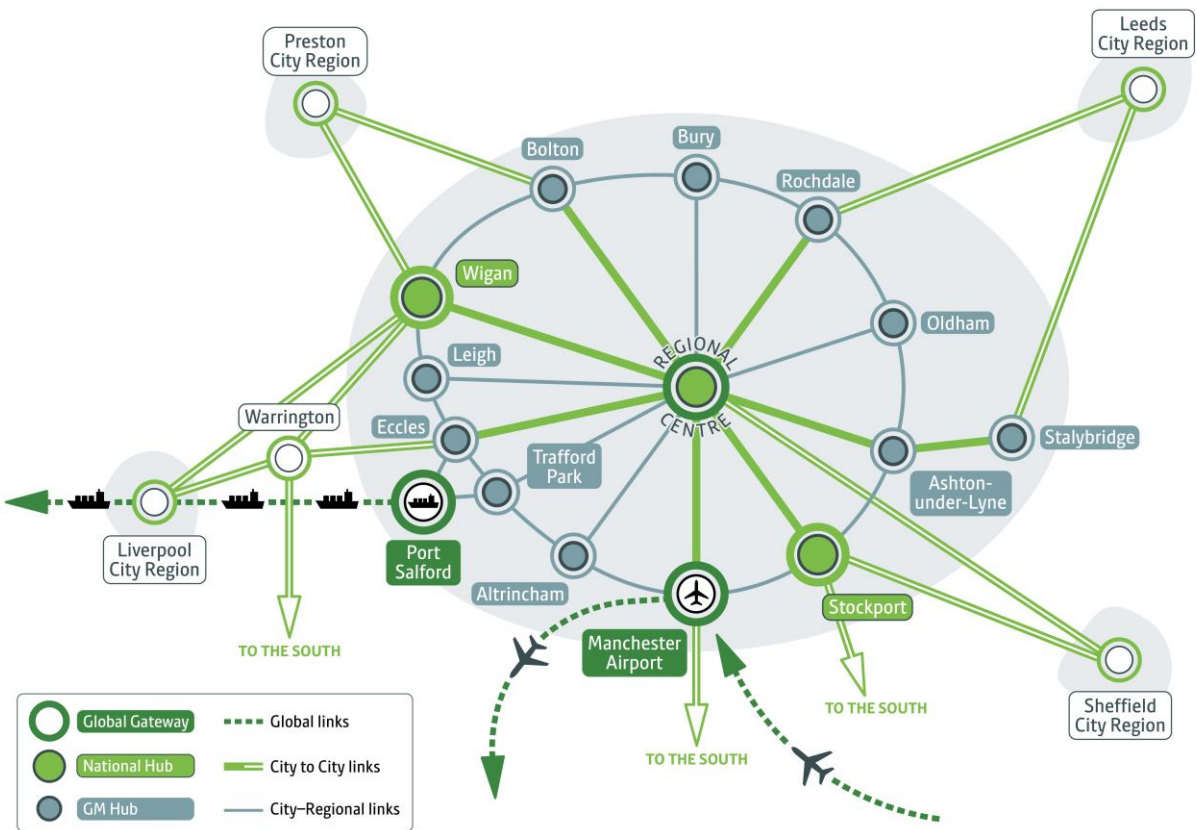 Preston
City Region
Leeds
City Region
Bolton
Bury
Rochdale
Wigan
Oldham
REGIONAL
CENTRE
Leigh
Warrington
Eccles
Trafford
Park
Stalybridge
Ashton-
under-Lyne
Liverpool
City Region
Port
Salford
Altrincham
Stockport
Manchester
Airport
TO THE SOUTH
TO THE SOUTH
TO THE SOUTH
Sheffield
City Region
Global Gateway
Global links
National Hub
City to City links
GM Hub
City–Regional links